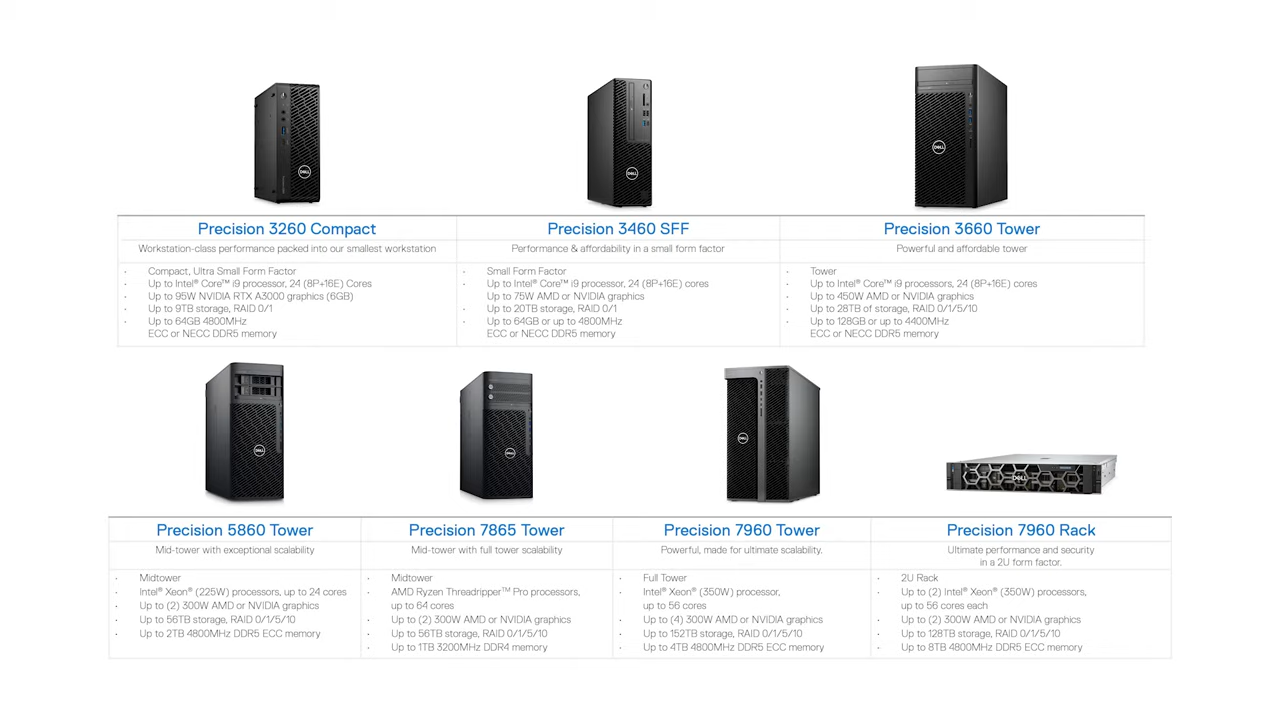 DELL
DELL
DELL
Precision 3260 Compact
Workstation-class performance packed into our smallest workstation
· Compact, Ultra Small Form Factor
· Up to Intel® Core™ i9 processor, 24 (8P+16E) Cores
· Up to 95W NVIDIA RTX A3000 graphics (6GB)
· Up to 9TB storage, RAID 0/1
· Up to 64GB 4800MHz
ECC or NECC DDR5 memory
Precision 3460 SFF
Performance & affordability in a small form factor
· Small Form Factor
· Up to Intel® Core™ i9 processor, 24 (8P+16E) cores
· Up to 75W AMD or NVIDIA graphics
· Up to 20TB storage, RAID 0/1
· Up to 64GB or up to 4800MHz
ECC or NECC DDR5 memory
Precision 3660 Tower
Powerful and affordable tower
· Tower
· Up to Intel® Core™ i9 processors, 24 (8P+16E) cores
· Up to 450W AMD or NVIDIA graphics
· Up to 28TB of storage, RAID 0/1/5/10
· Up to 128GB or up to 4400MHz
ECC or NECC DDR5 memory
DELL
DELL
DELL
DELL
Precision 5860 Tower
Mid-tower with exceptional scalability
· Midtower
· Intel® Xeon® (225W) processors, up to 24 cores
· Up to (2) 300W AMD or NVIDIA graphics
· Up to 56TB storage, RAID 0/1/5/10
· Up to 2TB 4800MHz DDR5 ECC memory
Precision 7865 Tower
Mid-tower with full tower scalability
· Midtower
· AMD Ryzen Threadripper™ Pro processors,
up to 64 cores
· Up to (2) 300W AMD or NVIDIA graphics
· Up to 56TB storage, RAID 0/1/5/10
· Up to 1TB 3200MHz DDR4 memory
Precision 7960 Tower
Powerful, made for ultimate scalability.
· Full Tower
· Intel® Xeon® (350W) processor,
up to 56 cores
· Up to (4) 300W AMD or NVIDIA graphics
· Up to 152TB storage, RAID 0/1/5/10
· Up to 4TB 4800MHz DDR5 ECC memory
Precision 7960 Rack
Ultimate performance and security
in a 2U form factor.
· 2U Rack
· Up to (2) Intel® Xeon® (350W) processors,
up to 56 cores each
· Up to (2) 300W AMD or NVIDIA graphics
· Up to 128TB storage, RAID 0/1/5/10
· Up to 8TB 4800MHz DDR5 ECC memory